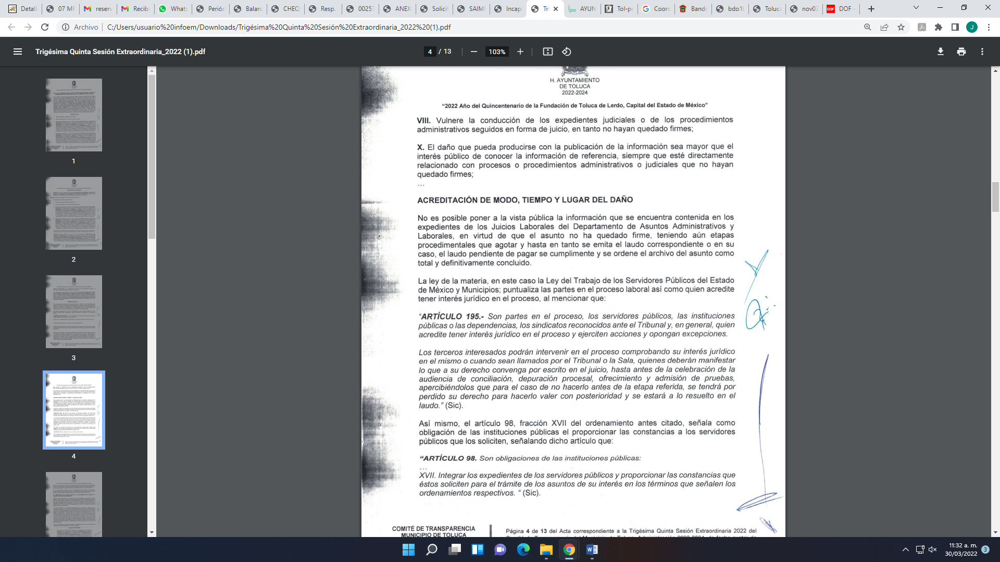 Detall
07 MP
reserv
Recibi
Whats
Periód
Balanz
CHEQ
Resp.
00257
ANEX
Solicit
SAIME
Incapa
Tri
AYUN
Tol-po
Coorc
Bando
bdo10
Toluca
nov03
DOF -
Archivo
C:/Users/usuario%20infoem/Downloads/Trigésima%20Quinta%20Sesión%20Extraordinaria_2022%20(1).pdf
J
Trigésima Quinta Sesión Extraordinaria_2022 (1).pdf
4 / 13
103%
1
2
3
4
H. AYUNTAMIENTO
DE TOLUCA
2022-2024
“2022 Año del Quincentenario de la Fundación de Toluca de Lerdo, Capital del Estado de México”
VIII. Vulnere la conducción de los expedientes judiciales o de los procedimientos
administrativos seguidos en forma de juicio, en tanto no hayan quedado firmes;
X. El daño que pueda producirse con la publicación de la información sea mayor que el
interés público de conocer la información de referencia, siempre que esté directamente
relacionado con procesos o procedimientos administrativos o judiciales que no hayan
quedado firmes;
...
ACREDITACIÓN DE MODO, TIEMPO Y LUGAR DEL DAÑO
No es posible poner a la vista pública la información que se encuentra contenida en los
expedientes de los Juicios Laborales del Departamento de Asuntos Administrativos y
Laborales, en virtud de que el asunto no ha quedado firme, teniendo aún etapas
procedimentales que agotar y hasta en tanto se emita el laudo correspondiente o en su
caso, el laudo pendiente de pagar se cumplimente y se ordene el archivo del asunto como
total y definitivamente concluido.
La ley de la materia, en este caso la Ley del Trabajo de los Servidores Públicos del Estado
de México y Municipios; puntualiza las partes en el proceso laboral así como quien acredite
tener interés jurídico en el proceso, al mencionar que:
“ARTÍCULO 195.- Son partes en el proceso, los servidores públicos, las instituciones
públicas o las dependencias, los sindicatos reconocidos ante el Tribunal y, en general, quien
acredite tener interés jurídico en el proceso y ejerciten acciones y opongan excepciones.
Los terceros interesados podrán intervenir en el proceso comprobando su interés jurídico
en el mismo o cuando sean llamados por el Tribunal o la Sala, quienes deberán manifestar
lo que a su derecho convenga por escrito en el juicio, hasta antes de la celebración de la
audiencia de conciliación, depuración procesal, ofrecimiento y admisión de pruebas,
apercibiéndolos que para el caso de no hacerlo antes de la etapa referida, se tendrá por
perdido su derecho para hacerlo valer con posterioridad y se estará a lo resuelto en el
laudo.” (Sic).
Así mismo, el artículo 98, fracción XVII del ordenamiento antes citado, señala como
obligación de las instituciones públicas el proporcionar las constancias a los servidores
públicos que los soliciten, señalando dicho artículo que:
“ARTÍCULO 98. Son obligaciones de las instituciones públicas:
...
XVII. Integrar los expedientes de los servidores públicos y proporcionar las constancias que
éstos soliciten para el trámite de los asuntos de su interés en los términos que señalen los
ordenamientos respectivos. “ (Sic).
COMITÉ DE TRANSPARENCIA
MUNICIPIO DE TOLUCA
Página 4 de 13 del Acta correspondiente a la Trigésima Quinta Sesión Extraordinaria 2022 del
11:32 a. m.
30/03/2022
3